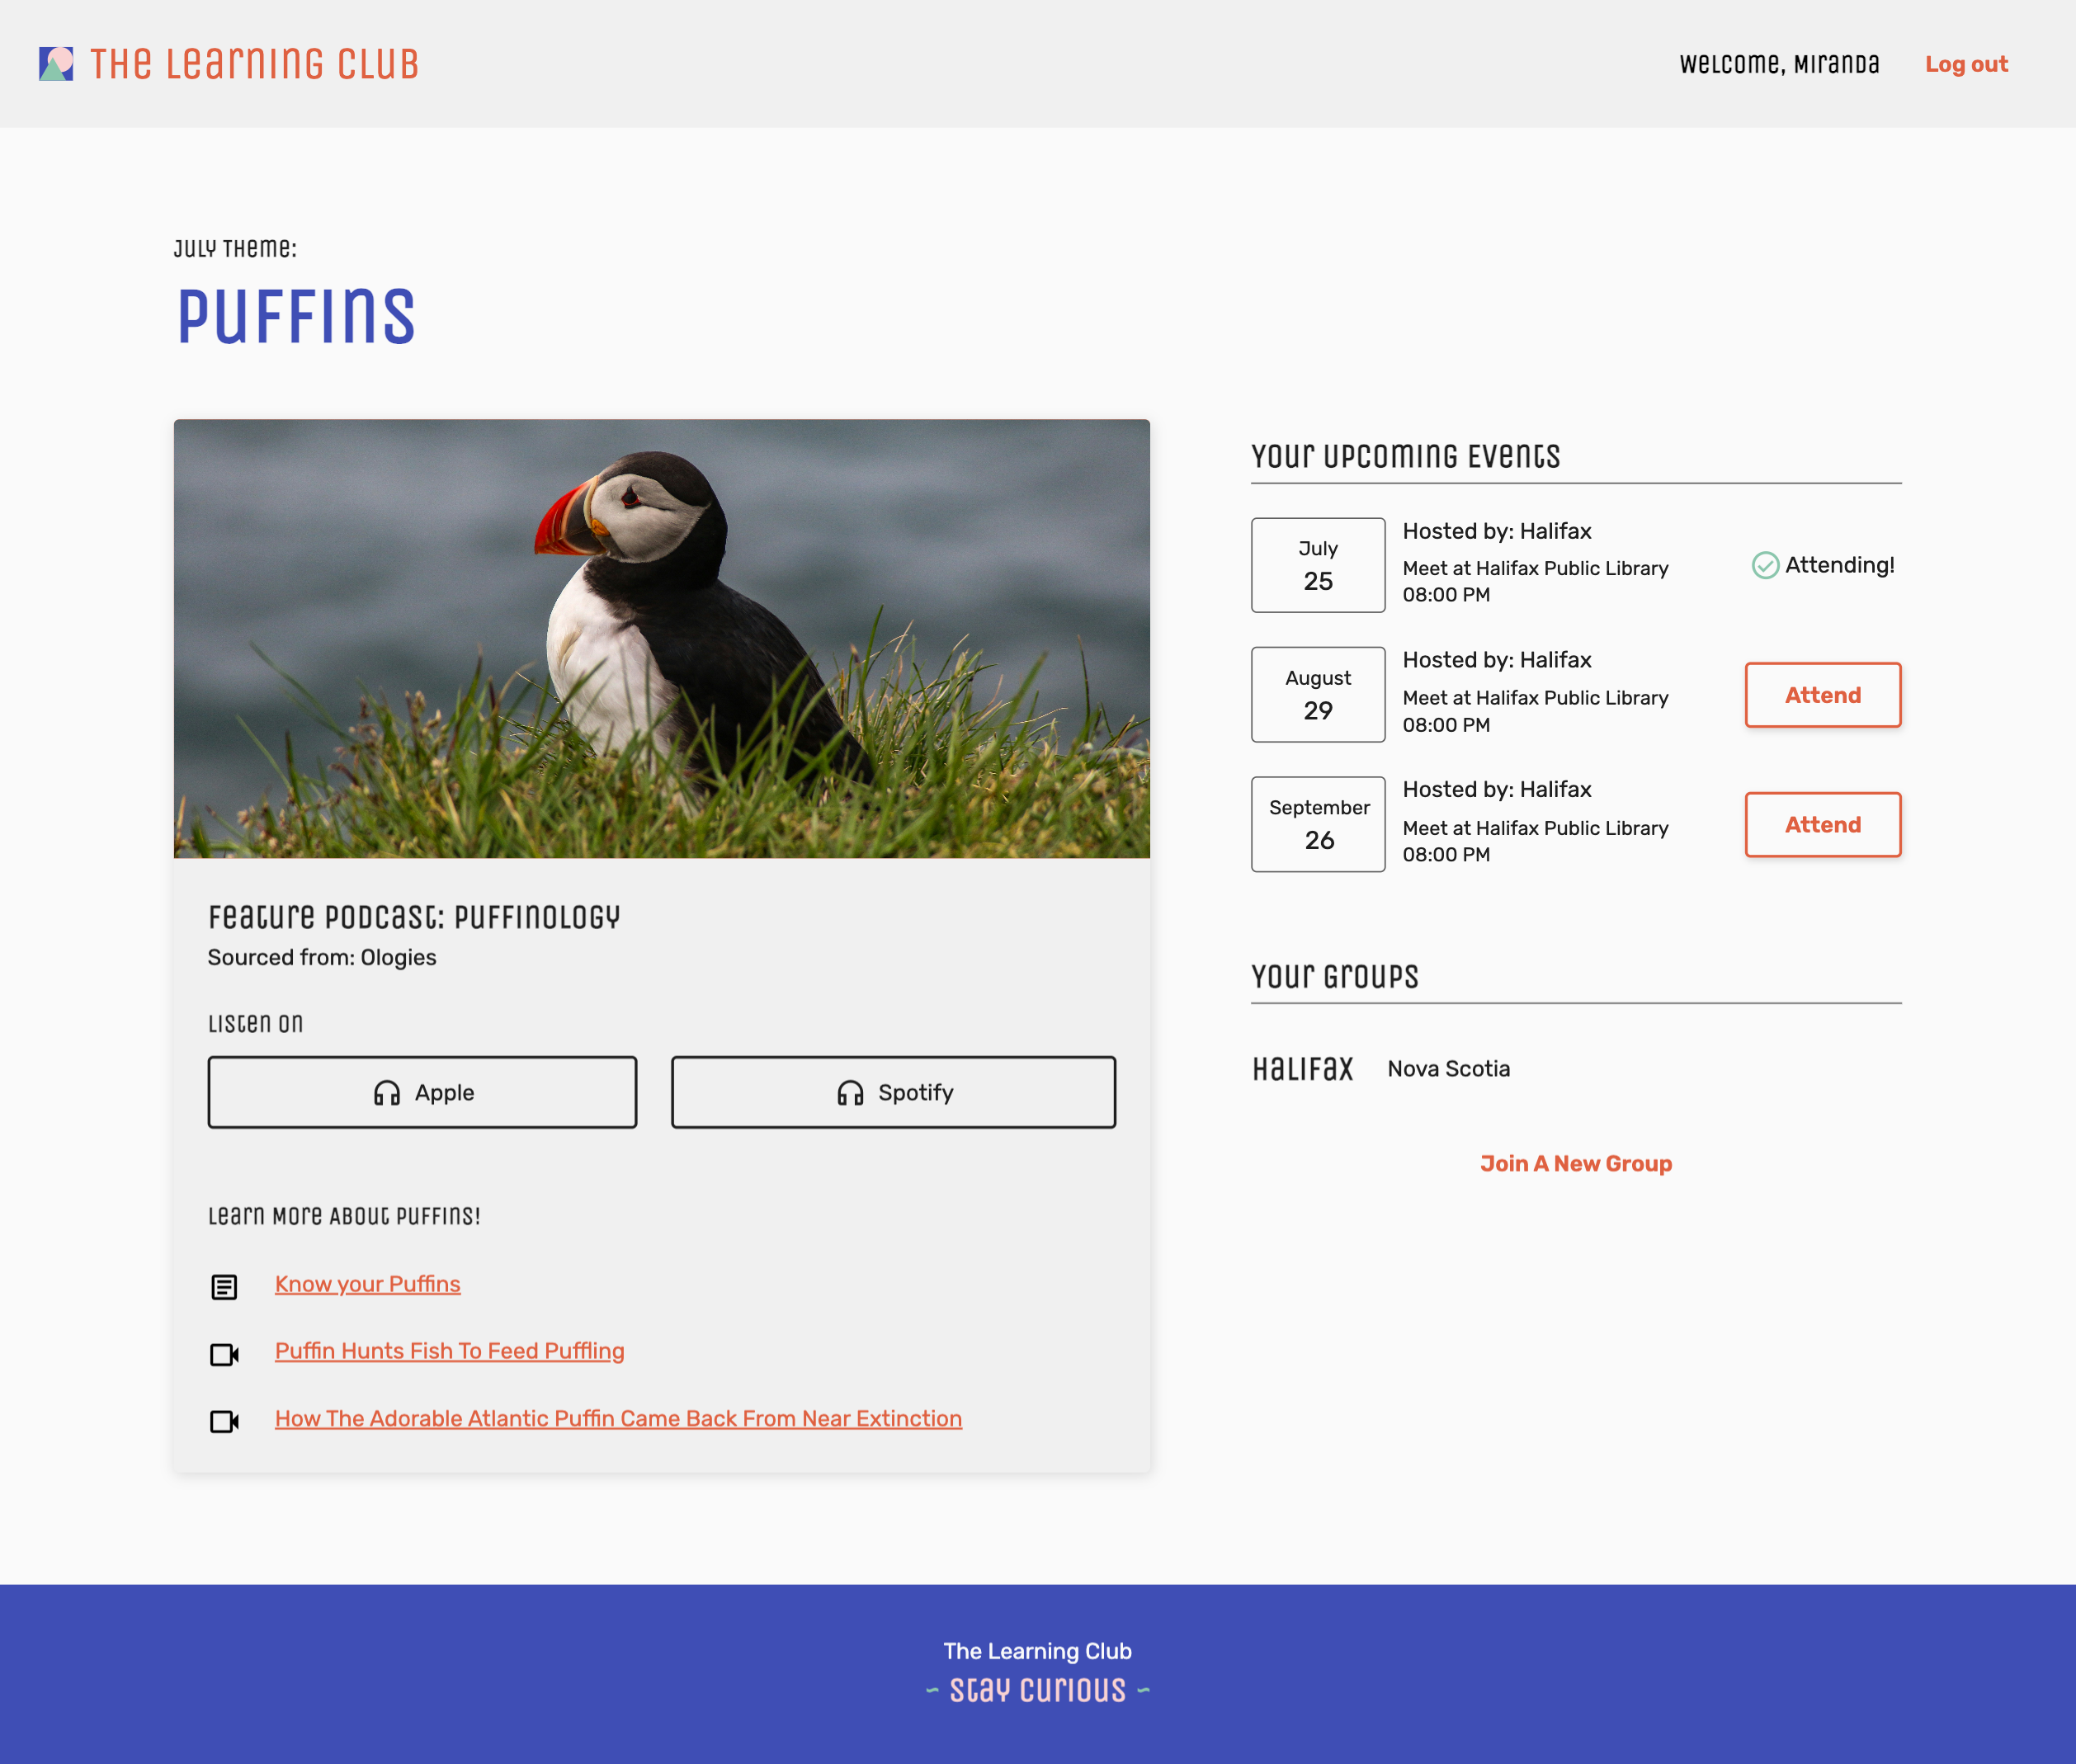 The Learning Club
Welcome, Miranda
Log out
July Theme:
Puffins
Feature Podcast: Puffinology
Sourced from: Ologies
Listen on
Apple
Spotify
Learn More About Puffins!
Know your Puffins
Puffin Hunts Fish To Feed Puffling
How The Adorable Atlantic Puffin Came Back From Near Extinction
Your Upcoming Events
July
25
Hosted by: Halifax
Meet at Halifax Public Library
08:00 PM
Attending!
August
29
Hosted by: Halifax
Meet at Halifax Public Library
08:00 PM
Attend
September
26
Hosted by: Halifax
Meet at Halifax Public Library
08:00 PM
Attend
Your Groups
Halifax
Nova Scotia
Join A New Group
The Learning Club
~ Stay Curious ~